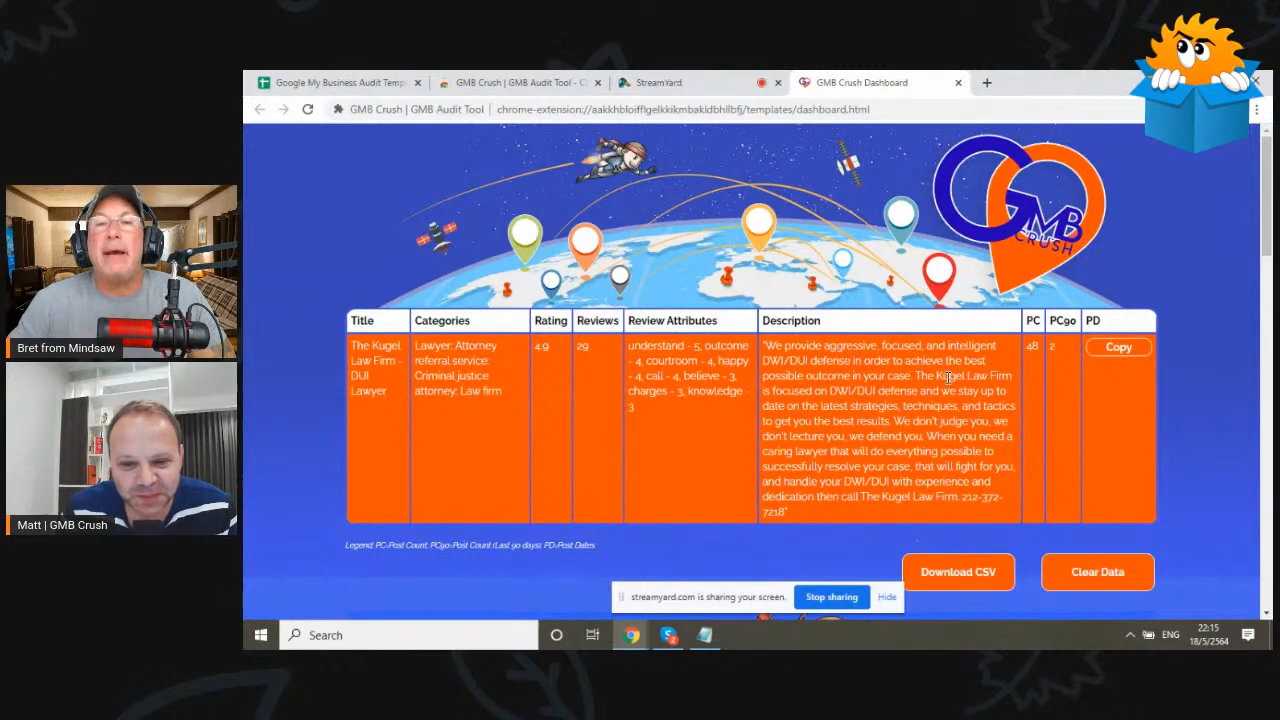 Google My Business Audit Temp
GMB Crush | GMB Audit Tool - C
StreamYard
GMB Crush Dashboard
GMB Crush | GMB Audit Tool
chrome-extension://aakkhbloifflgelkkikmbakldbhllbfj/templates/dashboard.html
GMB
CRUSH
Title
Categories
Rating
Reviews
Review Attributes
Description
PC
PC90
PD
The Kugel
Law Firm -
DUI
Lawyer
Lawyer; Attorney
referral service;
Criminal justice
attorney; Law firm
4.9
29
understand - 5, outcome
- 4, courtroom - 4, happy
- 4, call - 4, believe - 3,
charges - 3, knowledge -
3
"We provide aggressive, focused, and intelligent
DWI/DUI defense in order to achieve the best
possible outcome in your case. The Kugel Law Firm
is focused on DWI/DUI defense and we stay up to
date on the latest strategies, techniques, and tactics
to get you the best results. We don't judge you, we
don't lecture you, we defend you. When you need a
caring lawyer that will do everything possible to
successfully resolve your case, that will fight for you,
and handle your DWI/DUI with experience and
dedication then call The Kugel Law Firm. 212-372-
7218"
48
2
Copy
Legend: PC=Post Count; PC90=Post Count (Last 90 days); PD=Post Dates
Download CSV
Clear Data
streamyard.com is sharing your screen.
Stop sharing
Hide
Search
2
ENG
22:15
18/5/2564
Bret from Mindsaw
Matt | GMB Crush